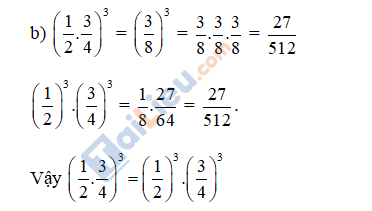 b) $\left(\frac{1}{2}.\frac{3}{4}\right)^3 = \left(\frac{3}{8}\right)^3 = \frac{3}{8}.\frac{3}{8}.\frac{3}{8} = \frac{27}{512}$
$\left(\frac{1}{2}\right)^3.\left(\frac{3}{4}\right)^3 = \frac{1}{8}.\frac{27}{64} = \frac{27}{512}.$
TaiLieu.com
Vậy $\left(\frac{1}{2}.\frac{3}{4}\right)^3 = \left(\frac{1}{2}\right)^3.\left(\frac{3}{4}\right)^3$